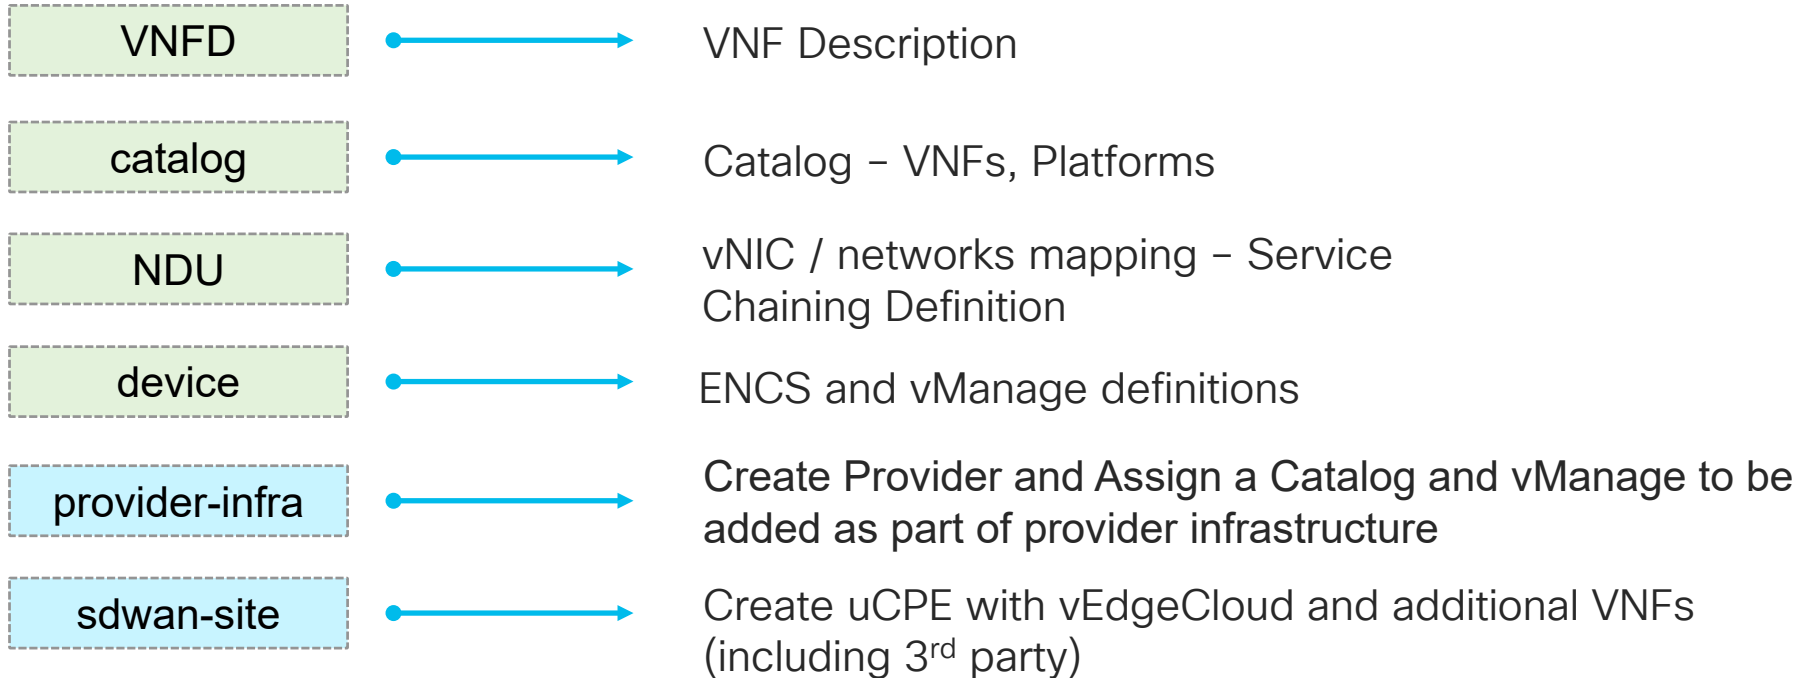 VNFD
VNF Description
catalog
Catalog – VNFs, Platforms
NDU
vNIC / networks mapping – Service
Chaining Definition
device
ENCS and vManage definitions
provider-infra
Create Provider and Assign a Catalog and vManage to be
added as part of provider infrastructure
sdwan-site
Create uCPE with vEdgeCloud and additional VNFs
(including 3rd party)